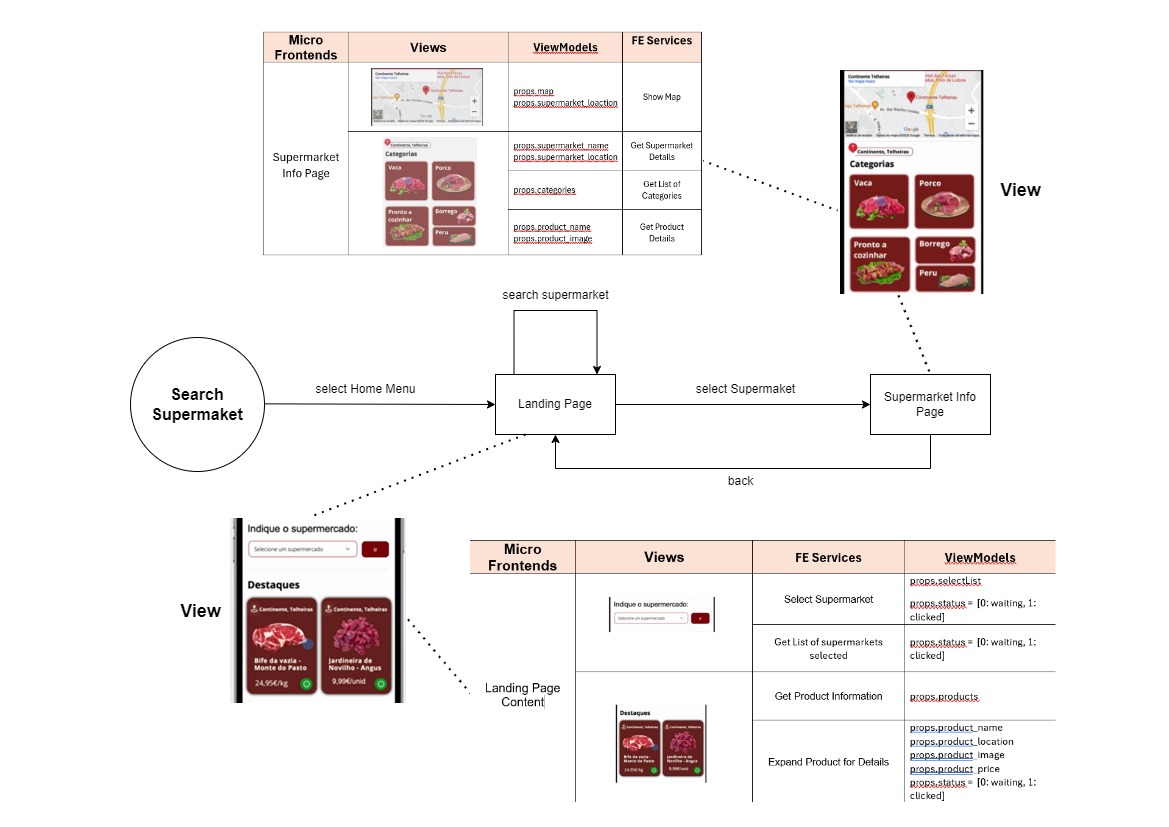 Micro
Frontends
Views
ViewModels
FE Services
Supermarket
Info Page
Continente Telheiras
Continente Telheiras
Google
props.map
props.supermarket_loaction
Show Map
Continente, Telheiras
Categorias
Vaca
Porco
Pronto a
cozinhar
Borrego
Peru
props.supermarket_name
props.supermarket_location
Get Supermarket
Details
props.categories
Get List of
Categories
props.product_name
props.product_image
Get Product
Details
Continente Telheiras
Ver mapa maior
Continente Telheiras
Google
Continente, Telheiras
Categorias
Vaca
Porco
Pronto a
cozinhar
Borrego
Peru
View
search supermarket
Search
Supermaket
select Home Menu
Landing Page
select Supermaket
Supermarket Info
Page
back
View
Indique o supermercado:
Selecione um supermercado
Ir
Destaques
Continente, Telheiras
Continente, Telheiras
Bife da vazia -
Monte do Pasto
Jardineira de
Novilho - Angus
24,95€/kg
9,99€/unid
Micro
Frontends
Views
FE Services
ViewModels
Landing Page
Content
Indique o supermercado:
Selecione um supermercado
Ir
Select Supermarket
props.selectList
props.status = [0: waiting, 1:
clicked]
Get List of supermarkets
selected
props.status = [0: waiting, 1:
clicked]
Destaques
Continente, Telheiras
Continente, Telheiras
Bife da vazia -
Monte do Pasto
Jardineira de
Novilho - Angus
24,95€/kg
9,99€/unid
Get Product Information
props.products
Expand Product for Details
props.product_name
props.product_location
props.product_image
props.product_price
props.status = [0: waiting, 1:
clicked]